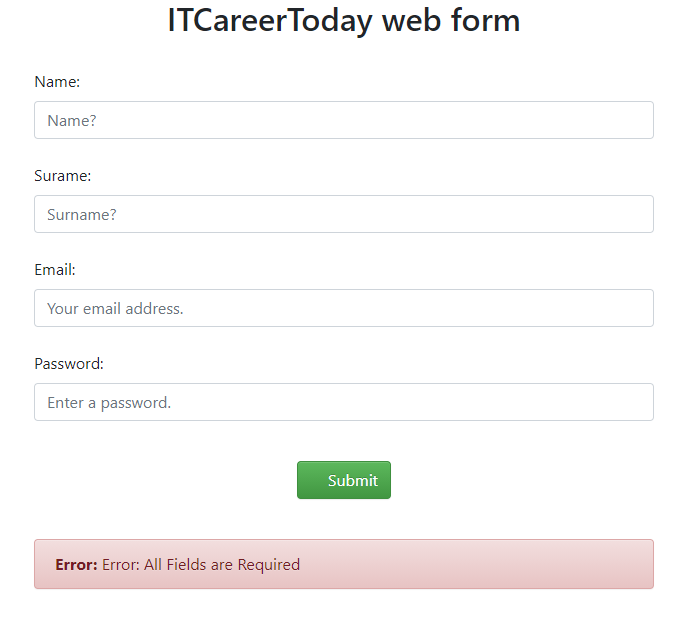 ITCareerToday web form
Name:
Name?
Surame:
Surname?
Email:
Your email address.
Password:
Enter a password.
Submit
Error: Error: All Fields are Required